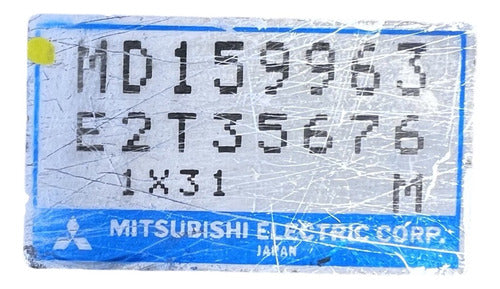 MD159963
E2T35676
1X31 M
MITSUBISHI ELECTRIC CORP.
JAPAN